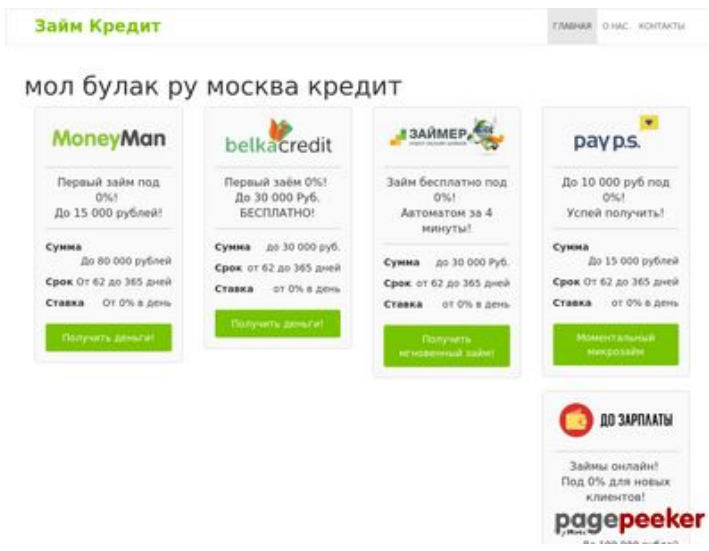 Займ Кредит
ГЛАВНАЯ О НАС КОНТАКТЫ
мол булак ру москва кредит
MoneyMan
Первый займ под
0%!
До 15 000 рублей!
Сумма
До 80 000 рублей
Срок От 62 до 365 дней
Ставка От 0% в день
Получить деньги!
belkacredit
Первый заём 0%!
До 30 000 Руб.
БЕСПЛАТНО!
Сумма до 30 000 руб.
Срок от 62 до 365 дней
Ставка от 0% в день
Получить деньги!
ЗАЙМЕР
Займ бесплатно под
0%!
Автоматом за 4
минуты!
Сумма до 30 000 Руб.
Срок от 62 до 365 дней
Ставка от 0% в день
Получить
мгновенный займ!
pay p.s.
До 10 000 руб под
0%!
Успей получить!
Сумма
До 15 000 рублей
Срок От 62 до 365 дней
Ставка От 0% в день
Моментальный
микрозайм
ДО ЗАРПЛАТЫ
Займы онлайн!
Под 0% для новых
клиентов!
pagepeeker
До 100 000 рублей